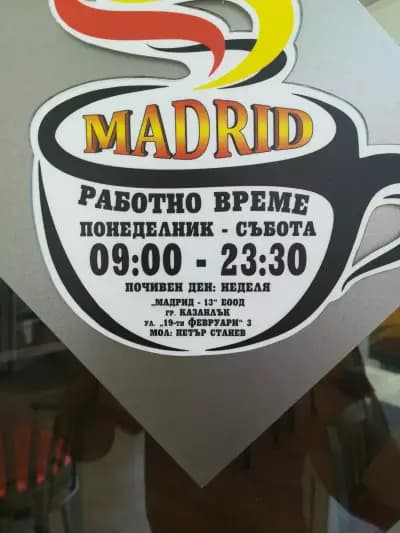 MADRID
РАБОТНО ВРЕМЕ
ПОНЕДЕЛНИК - СЪБОТА
09:00 - 23:30
ПОЧИВЕН ДЕН: НЕДЕЛЯ
„МАДРИД - 13" ЕООД
ГР. КАЗАНЛЪК
УЛ. „19-ТИ ФЕВРУАРИ" 3
МОЛ: ПЕТЪР СТАНЕВ